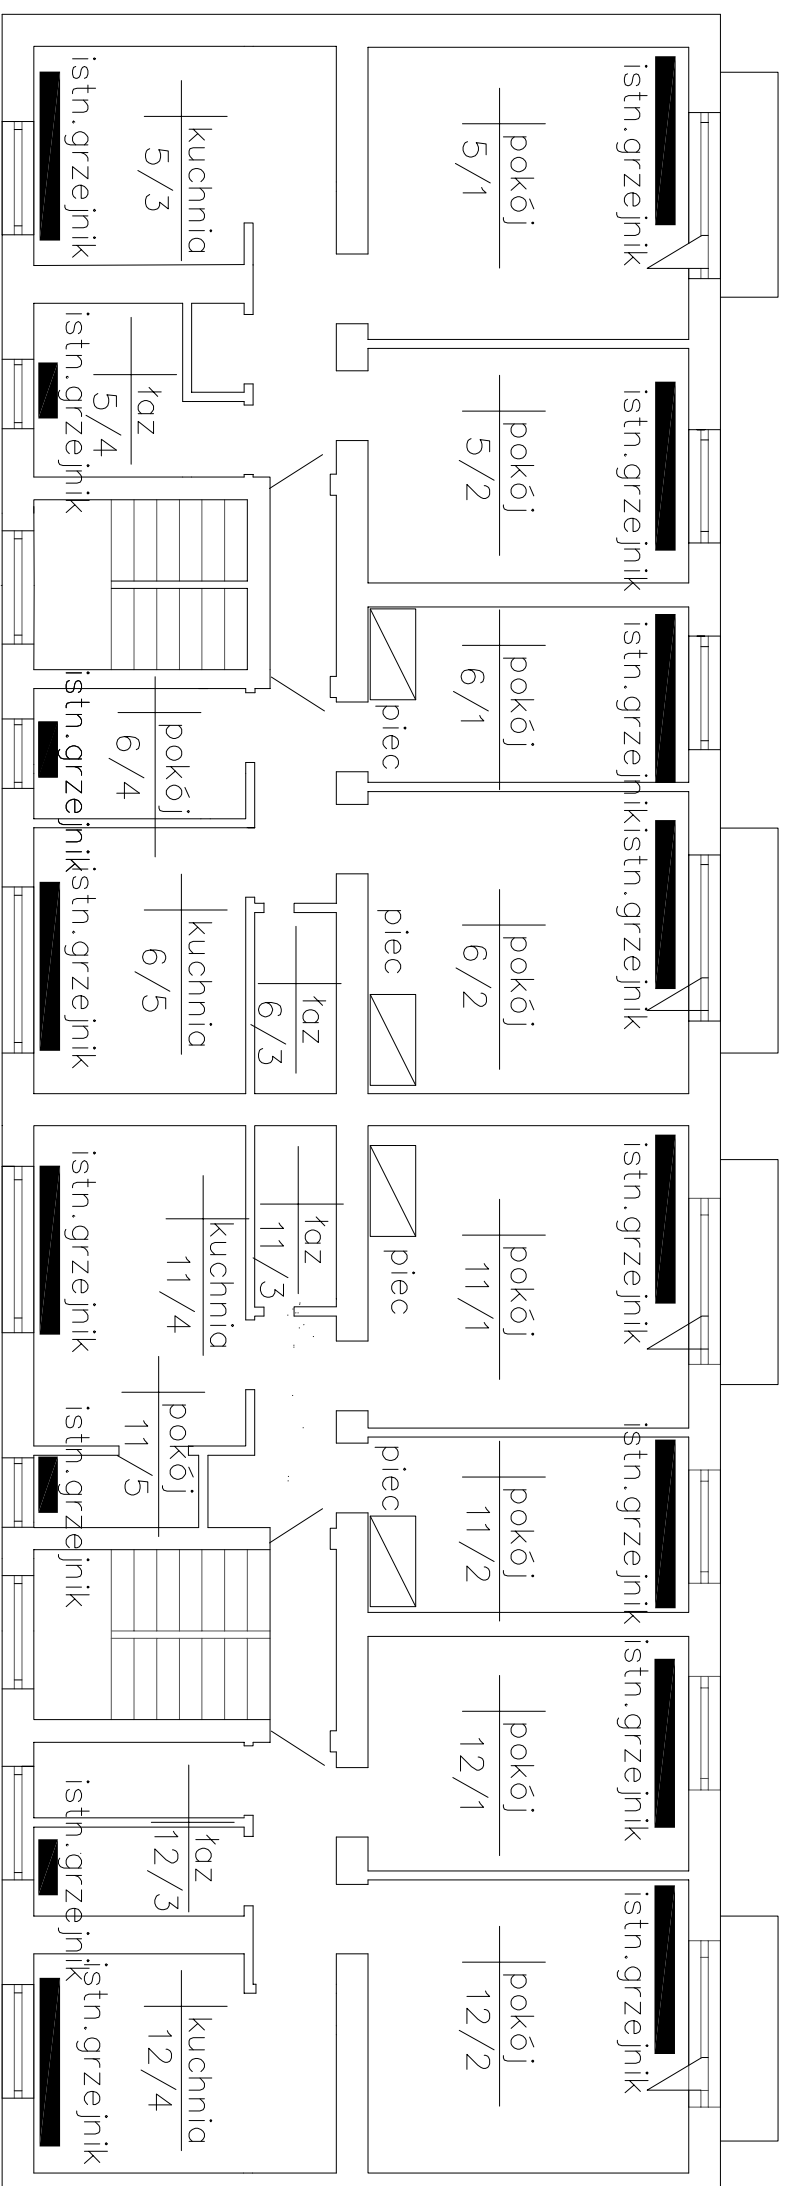 istn.grzejnik
pokój
5/1
istn.grzejnik
pokój
5/2
istn.grzejnik
pokój
6/1
piec
istn.grzejnik
pokój
6/2
piec
istn.grzejnik
pokój
11/1
piec
istn.grzejnik
pokój
11/2
piec
istn.grzejnik
pokój
12/1
istn.grzejnik
pokój
12/2
kuchnia
5/3
istn.grzejnik
łaz
5/4
istn.grzejnik
pokój
6/4
istn.grzejnik
kuchnia
6/5
istn.grzejnik
łaz
6/3
łaz
11/3
kuchnia
11/4
istn.grzejnik
pokój
11/5
istn.grzejnik
łaz
12/3
istn.grzejnik
kuchnia
12/4
istn.grzejnik